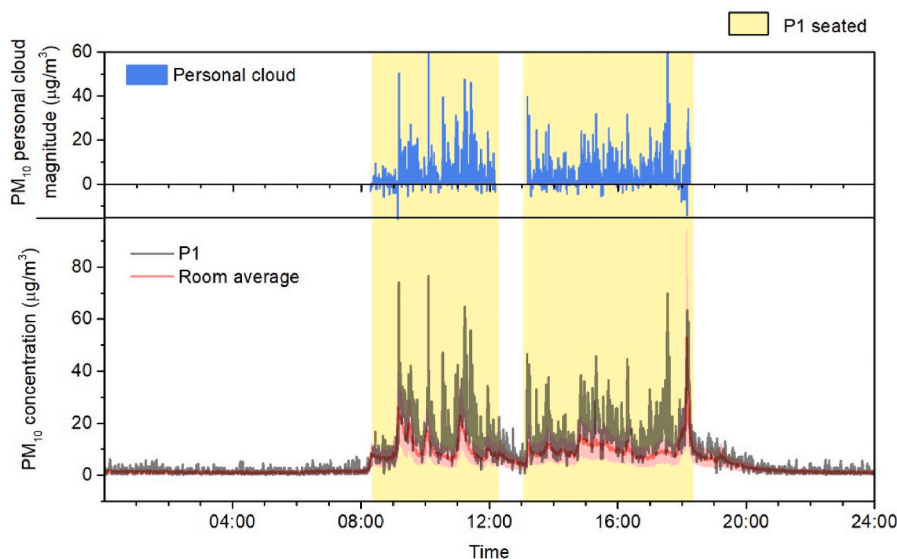 P1 seated
PM₁₀ personal cloud
magnitude (μg/m³)
60
40
20
0
Personal cloud
PM₁₀ concentration (μg/m³)
80
60
40
20
0
P1
Room average
04:00 08:00 12:00 16:00 20:00 24:00
Time